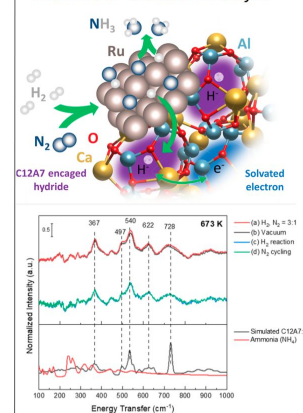 NH3
Ru
Al
H2
H-
N2
O
Ca
C12A7 encaged
hydride
H-
e-
Solvated
electron
0.5
367
497
540
622
728
673 K
(a) H2, N2 = 3:1
(b) Vacuum
(c) H2 reaction
(d) N2 cycling
Simulated C12A7:
Ammonia (NH4)
Normalized Intensity (a.u.)
100 200 300 400 500 600 700 800 900 1000
Energy Transfer (cm-1)